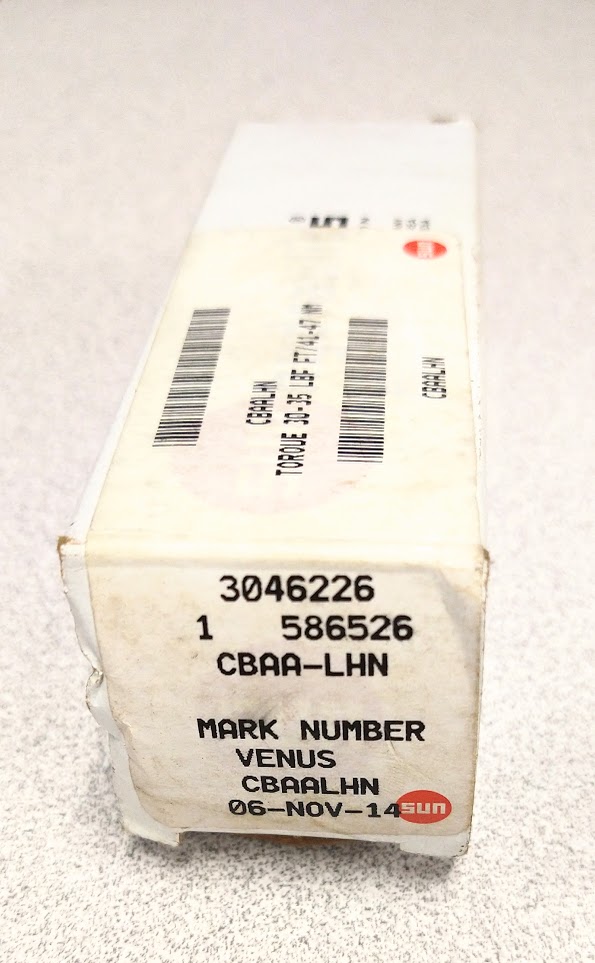 sun
CBAALHN
TORQUE 30-35 LBF FT/41-47 NM
CBAALHN
3046226
1 586526
CBAA-LHN
MARK NUMBER
VENUS
CBAALHN
06-NOV-14
sun